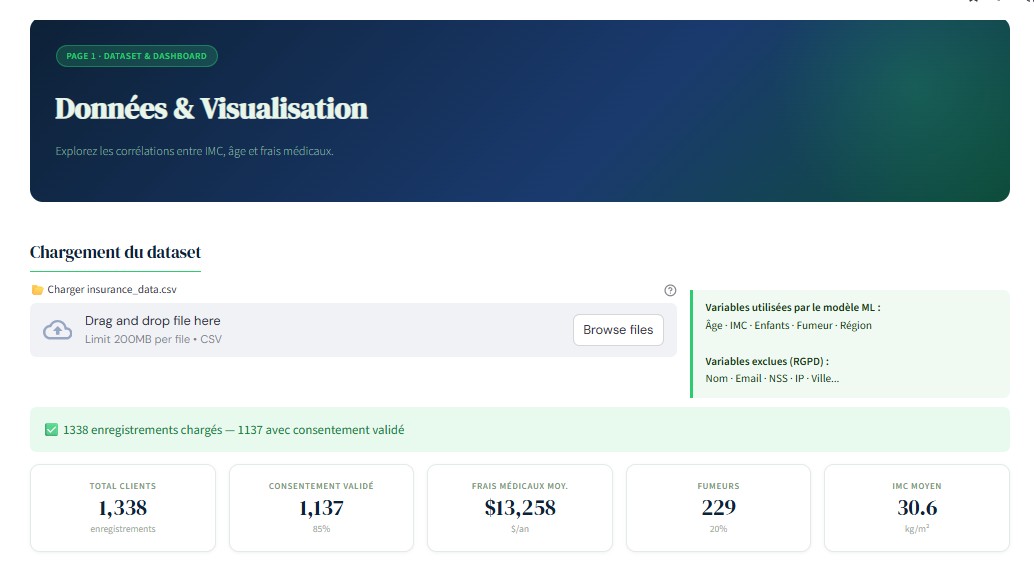 PAGE 1 · DATASET & DASHBOARD
Données & Visualisation
Explorez les corrélations entre IMC, âge et frais médicaux.
Chargement du dataset
Charger insurance_data.csv
Drag and drop file here
Limit 200MB per file • CSV
Browse files
Variables utilisées par le modèle ML :
Âge · IMC · Enfants · Fumeur · Région
Variables exclues (RGPD) :
Nom · Email · NSS · IP · Ville...
1338 enregistrements chargés — 1137 avec consentement validé
TOTAL CLIENTS
1,338
enregistrements
CONSENTEMENT VALIDÉ
1,137
85%
FRAIS MÉDICAUX MOY.
$13,258
$/an
FUMEURS
229
20%
IMC MOYEN
30.6
kg/m²